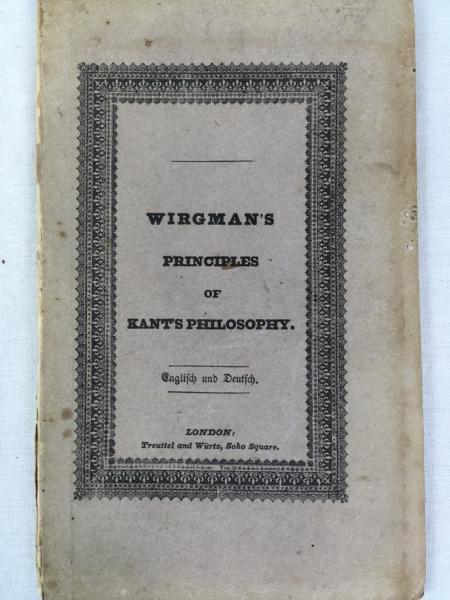 WIRGMAN'S
PRINCIPLES
OF
KANT'S PHILOSOPHY.
Engliſch und Deutſch.
LONDON:
Treuttel and Würtz, Soho Square.